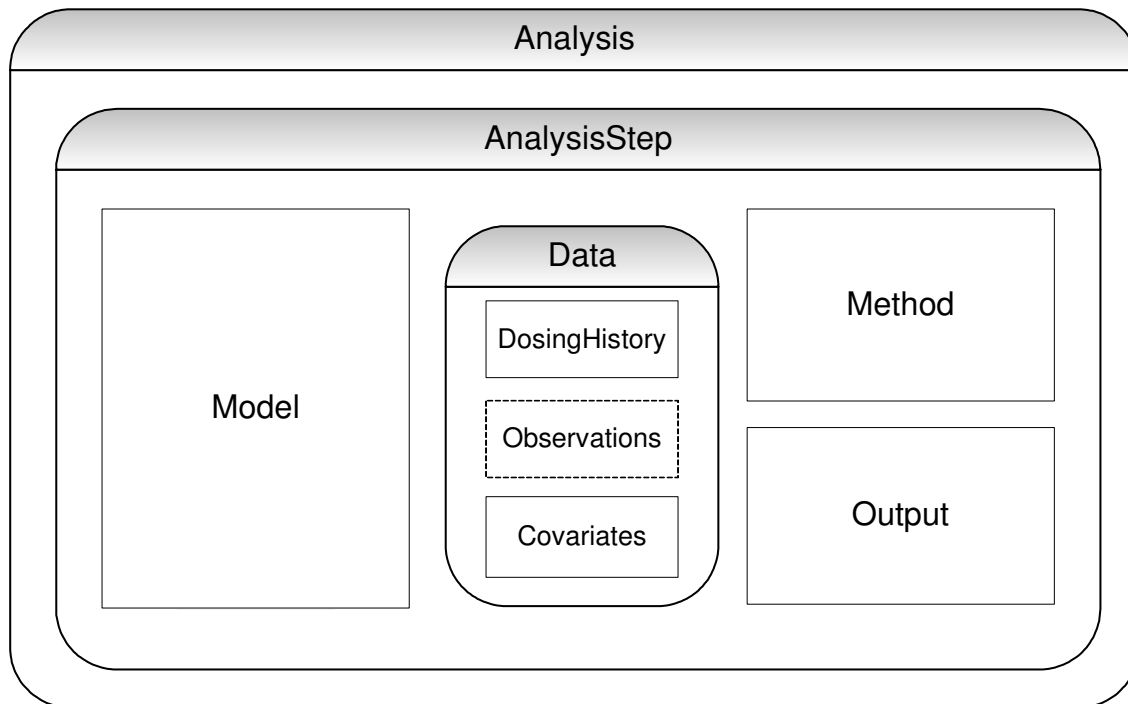 Analysis
AnalysisStep
Model
Data
DosingHistory
Observations
Covariates
Method
Output